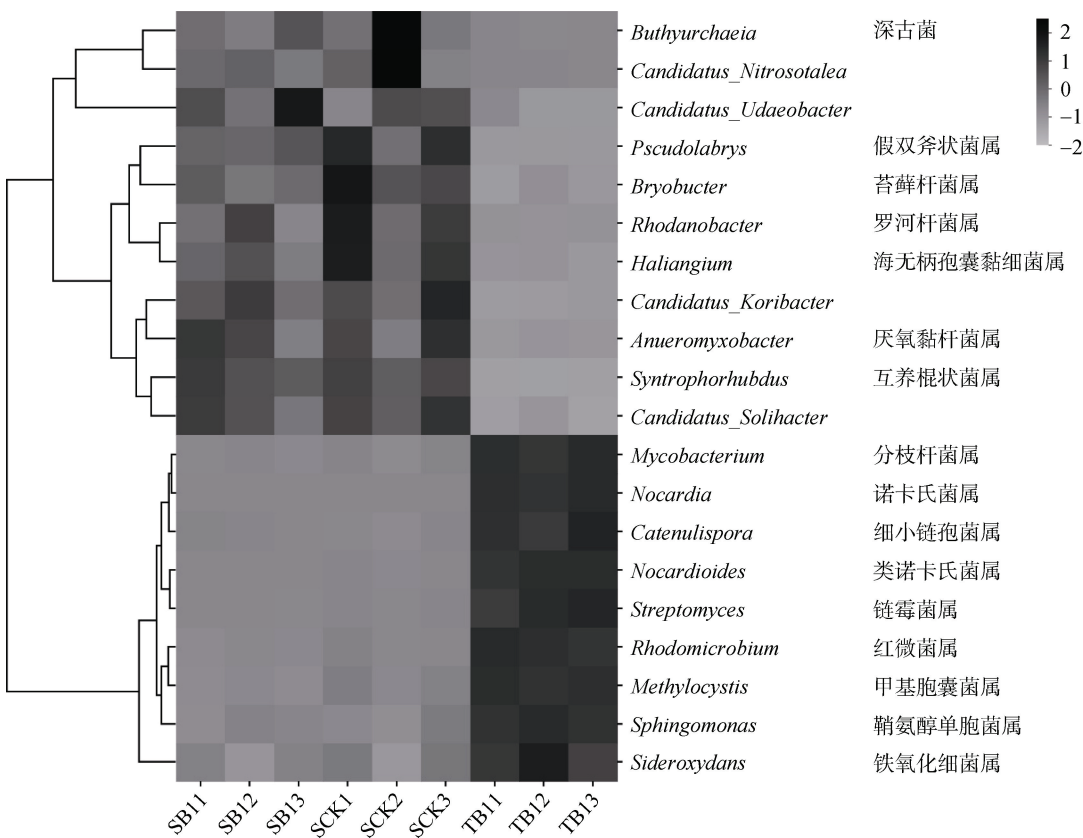 Buthyurchaeia 深古菌
Candidatus_Nitrosotalea
Candidatus_Udaeobacter
Pscudolabrys 假双斧状菌属
Bryobucter 苔藓杆菌属
Rhodanobacter 罗河杆菌属
Haliangium 海无柄孢囊黏细菌属
Candidatus_Koribacter
Anueromyxobacter 厌氧黏杆菌属
Syntrophorhubdus 互养棍状菌属
Candidatus_Solihacter
Mycobacterium 分枝杆菌属
Nocardia 诺卡氏菌属
Catenulispora 细小链孢菌属
Nocardioides 类诺卡氏菌属
Streptomyces 链霉菌属
Rhodomicrobium 红微菌属
Methylocystis 甲基胞囊菌属
Sphingomonas 鞘氨醇单胞菌属
Sideroxydans 铁氧化细菌属
2
1
0
−1
−2
SB11 SB12 SB13 SCK1 SCK2 SCK3 TB11 TB12 TB13